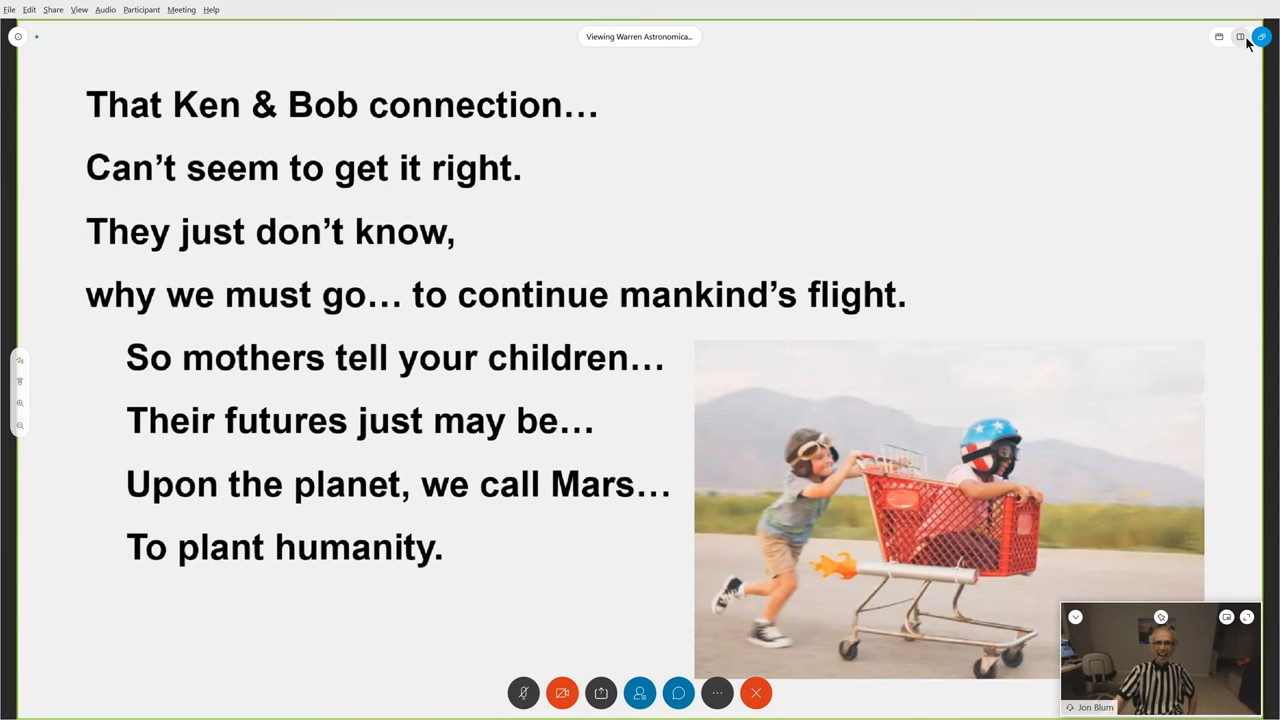 File Edit Share View Audio Participant Meeting Help
Viewing Warren Astronomica...
That Ken & Bob connection…
Can’t seem to get it right.
They just don’t know,
why we must go… to continue mankind’s flight.
So mothers tell your children…
Their futures just may be…
Upon the planet, we call Mars…
To plant humanity.
Jon Blum